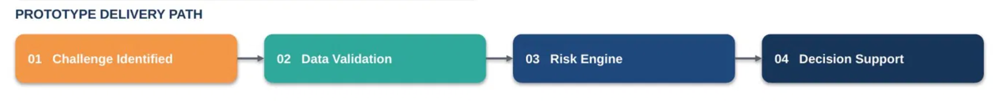 PROTOTYPE DELIVERY PATH
01 Challenge Identified
02 Data Validation
03 Risk Engine
04 Decision Support